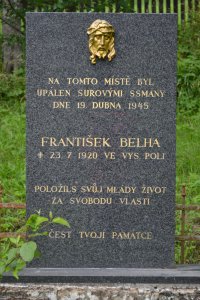 NA TOMTO MÍSTĚ BYL
UPÁLEN SUROVÝMI SSMANY
DNE 19. DUBNA 1945
FRANTIŠEK BELHA
+ 23. 7. 1920 VE VYS. POLI
POLOŽILS SVŮJ MLADÝ ŽIVOT
ZA SVOBODU VLASTI
ČEST TVOJÍ PAMÁTCE